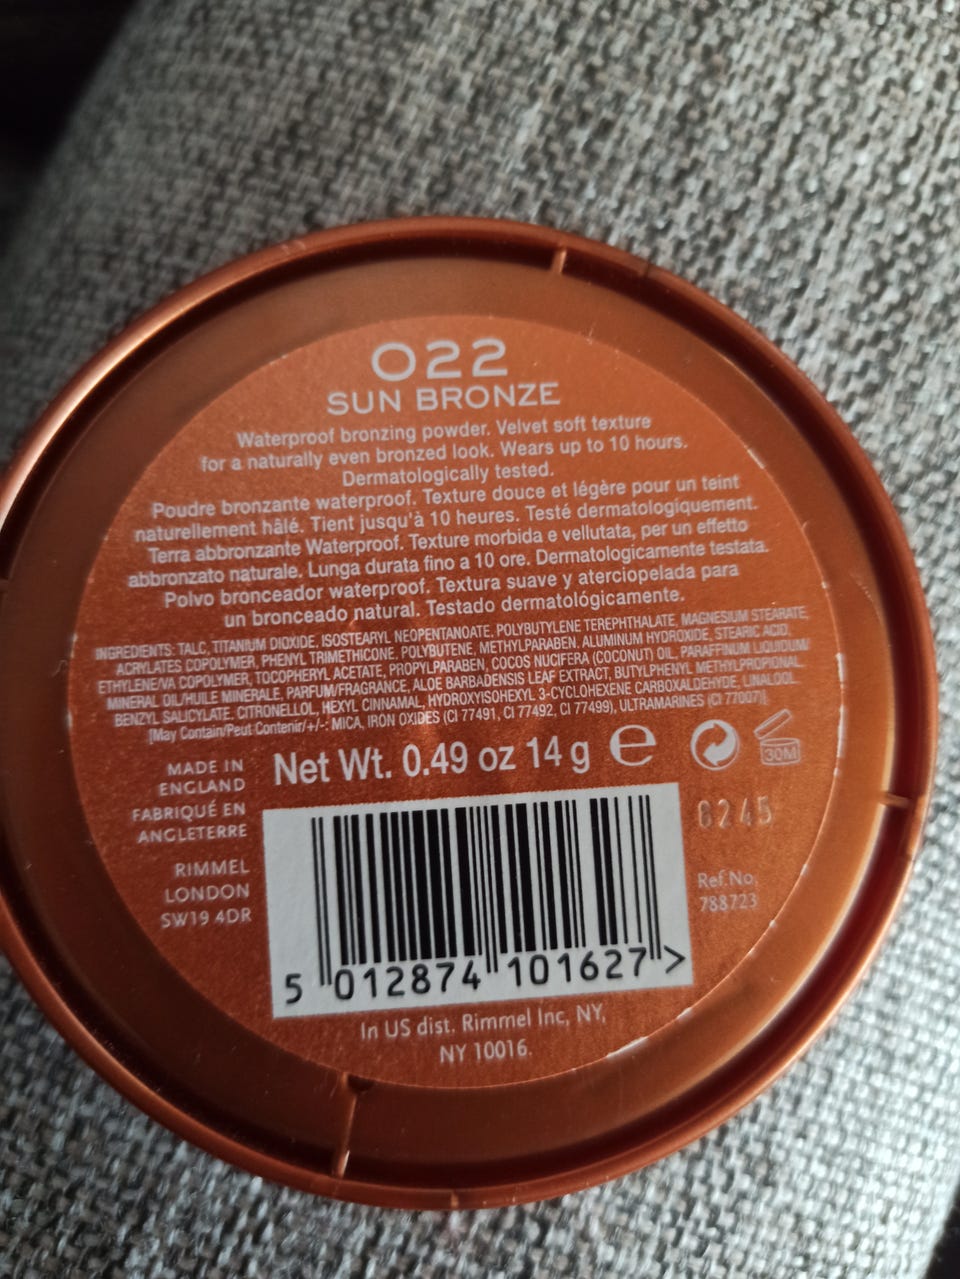 022
SUN BRONZE
Waterproof bronzing powder. Velvet soft texture
for a naturally even bronzed look. Wears up to 10 hours.
Dermatologically tested.
Poudre bronzante waterproof. Texture douce et légère pour un teint
naturellement hâlé. Tient jusqu'à 10 heures. Testé dermatologiquement.
Terra abbronzante Waterproof. Texture morbida e vellutata, per un effetto
abbronzato naturale. Lunga durata fino a 10 ore. Dermatologicamente testata.
Polvo bronceador waterproof. Textura suave y aterciopelada para
un bronceado natural. Testado dermatológicamente.
INGREDIENTS: TALC, TITANIUM DIOXIDE, ISOSTEARYL NEOPENTANOATE, POLYBUTYLENE TEREPHTHALATE, MAGNESIUM STEARATE,
ACRYLATES COPOLYMER, PHENYL TRIMETHICONE, POLYBUTENE, METHYLPARABEN, ALUMINUM HYDROXIDE, STEARIC ACID,
ETHYLENE/VA COPOLYMER, TOCOPHERYL ACETATE, PROPYLPARABEN, COCOS NUCIFERA (COCONUT) OIL, PARAFFINUM LIQUIDUM/
MINERAL OIL/HUILE MINERALE, PARFUM/FRAGRANCE, ALOE BARBADENSIS LEAF EXTRACT, BUTYLPHENYL METHYLPROPIONAL,
BENZYL SALICYLATE, CITRONELLOL, HEXYL CINNAMAL, HYDROXYISOHEXYL 3-CYCLOHEXENE CARBOXALDEHYDE, LINALOOL.
[May Contain/Peut Contenir/+/-: MICA, IRON OXIDES (CI 77491, CI 77492, CI 77499), ULTRAMARINES (CI 77007)].
Net Wt. 0.49 oz 14 g e
30M
MADE IN
ENGLAND
FABRIQUÉ EN
ANGLETERRE
RIMMEL
LONDON
SW19 4DR
6245
Ref.No.
788723
5 012874 101627 >
In US dist. Rimmel Inc, NY,
NY 10016.